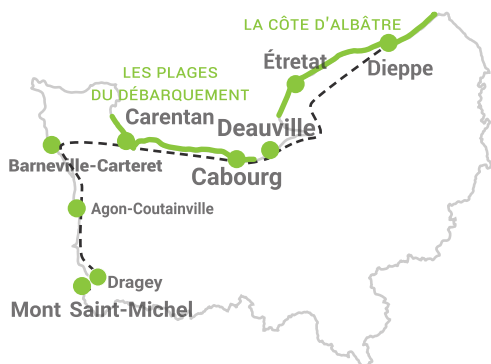 LA CÔTE D'ALBÂTRE
Étretat
Dieppe
LES PLAGES
DU DÉBARQUEMENT
Carentan
Deauville
Barneville-Carteret
Cabourg
Agon-Coutainville
Dragey
Mont Saint-Michel